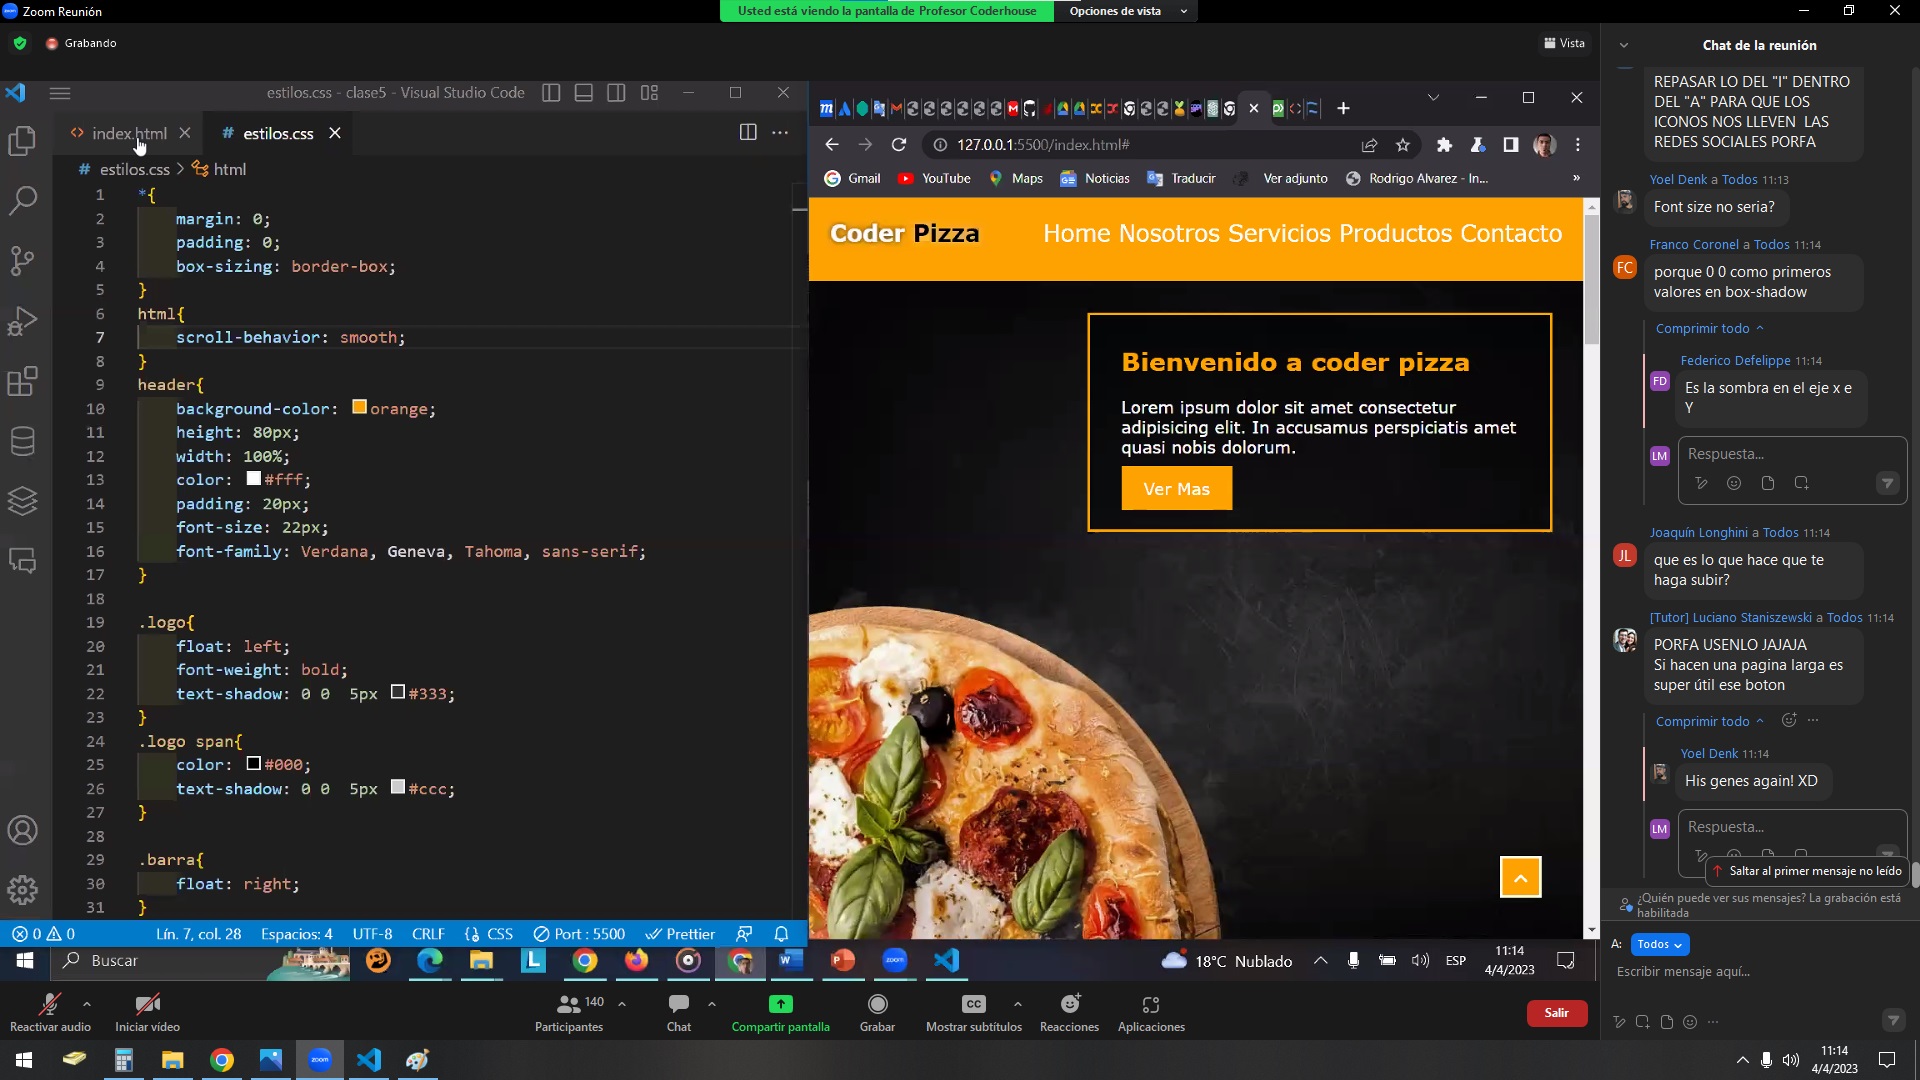 Zoom Reunión
Usted está viendo la pantalla de Profesor Coderhouse
Opciones de vista
Grabando
Vista
estilos.css - clase5 - Visual Studio Code
index.html
# estilos.css
# estilos.css > html
1 *{
2 margin: 0;
3 padding: 0;
4 box-sizing: border-box;
5 }
6 html{
7 scroll-behavior: smooth;
8 }
9 header{
10 background-color: orange;
11 height: 80px;
12 width: 100%;
13 color: #fff;
14 padding: 20px;
15 font-size: 22px;
16 font-family: Verdana, Geneva, Tahoma, sans-serif;
17 }
18
19 .logo{
20 float: left;
21 font-weight: bold;
22 text-shadow: 0 0 5px #333;
23 }
24 .logo span{
25 color: #000;
26 text-shadow: 0 0 5px #ccc;
27 }
28
29 .barra{
30 float: right;
31 }
0 0 Lín. 7, col. 28 Espacios: 4 UTF-8 CRLF CSS Port : 5500 Prettier
127.0.0.1:5500/index.html#
Gmail YouTube Maps Noticias Traducir Ver adjunto Rodrigo Alvarez - In... »
Coder Pizza
Home Nosotros Servicios Productos Contacto
Bienvenido a coder pizza
Lorem ipsum dolor sit amet consectetur
adipisicing elit. In accusamus perspiciatis amet
quasi nobis dolorum.
Ver Mas
Buscar
18°C Nublado
ESP
11:14
4/4/2023
Reactivar audio
Iniciar vídeo
140
Participantes
Chat
Compartir pantalla
Grabar
CC
Mostrar subtítulos
Reacciones
Aplicaciones
Salir
Chat de la reunión
REPASAR LO DEL "I" DENTRO
DEL "A" PARA QUE LOS
ICONOS NOS LLEVEN LAS
REDES SOCIALES PORFA
Yoel Denk a Todos 11:13
Font size no seria?
Franco Coronel a Todos 11:14
FC
porque 0 0 como primeros
valores en box-shadow
Comprimir todo
Federico Defelippe 11:14
FD
Es la sombra en el eje x e
Y
LM
Respuesta...
Joaquín Longhini a Todos 11:14
JL
que es lo que hace que te
haga subir?
[Tutor] Luciano Staniszewski a Todos 11:14
PORFA USENLO JAJAJA
Si hacen una pagina larga es
super útil ese boton
Comprimir todo
Yoel Denk 11:14
His genes again! XD
LM
Respuesta...
Saltar al primer mensaje no leído
¿Quién puede ver sus mensajes? La grabación está
habilitada
A: Todos
Escribir mensaje aquí...
zoom
11:14
4/4/2023